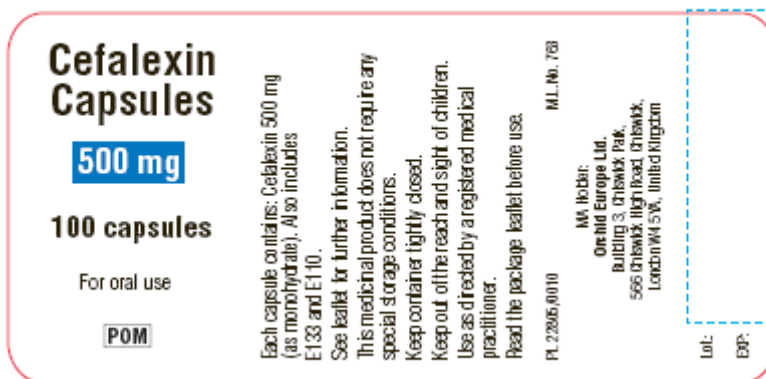 Cefalexin
Capsules
500 mg
100 capsules
For oral use
POM
Each capsule contains: Cefalexin 500 mg
(as monohydrate). Also includes
E133 and E110.
See leaflet for further information.
This medicinal product does not require any
special storage conditions.
Keep container tightly closed.
Keep out of the reach and sight of children.
Use as directed by a registered medical
practitioner.
Read the package leaflet before use.
PL 22805/0010 M.L. No. 763
MA Holder:
Orchid Europe Ltd.
Building 3, Chiswick Park,
566 Chiswick High Road, Chiswick,
London W4 5YA, United Kingdom
Lot:
EXP: